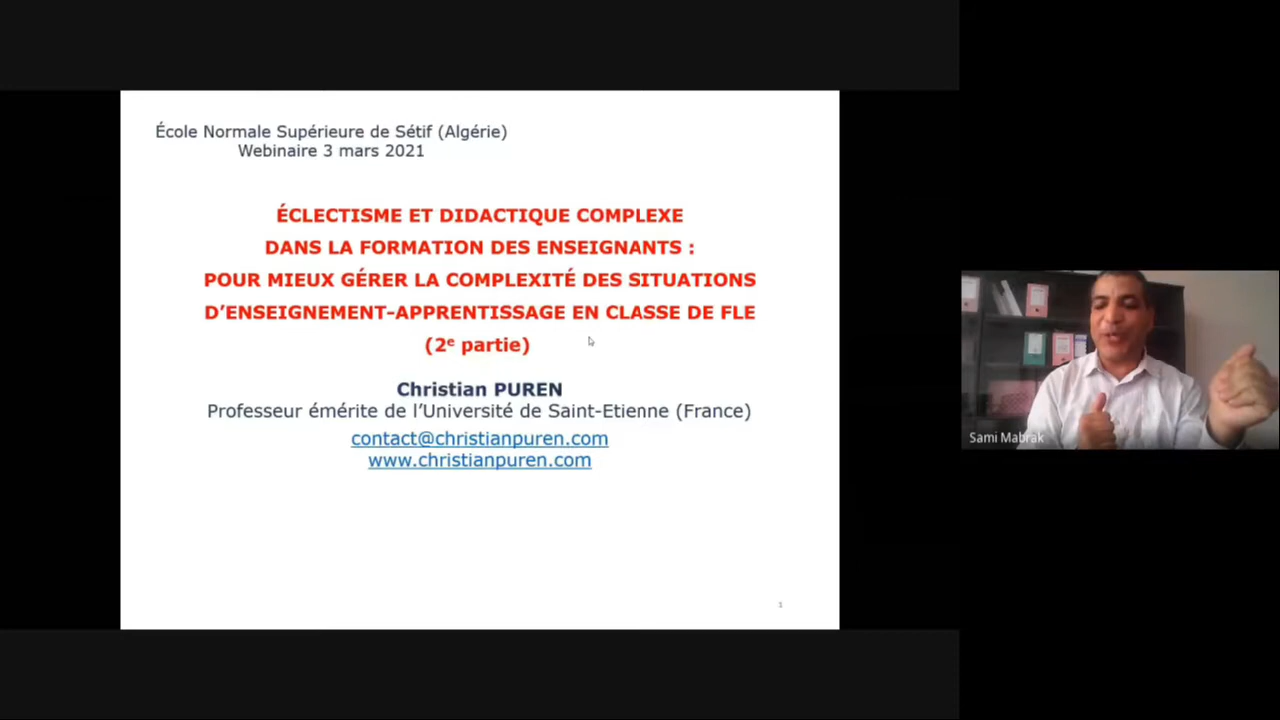 École Normale Supérieure de Sétif (Algérie)
Webinaire 3 mars 2021
ÉCLECTISME ET DIDACTIQUE COMPLEXE
DANS LA FORMATION DES ENSEIGNANTS :
POUR MIEUX GÉRER LA COMPLEXITÉ DES SITUATIONS
D’ENSEIGNEMENT-APPRENTISSAGE EN CLASSE DE FLE
(2e partie)
Christian PUREN
Professeur émérite de l’Université de Saint-Etienne (France)
contact@christianpuren.com
www.christianpuren.com
1
Sami Mabrak